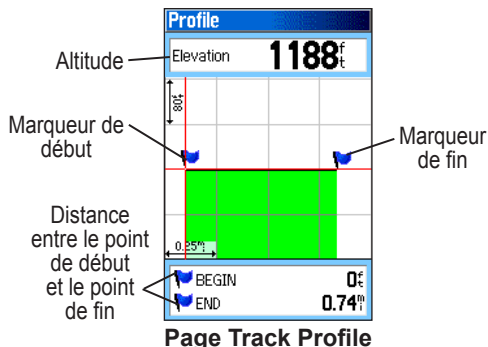 Profile
Altitude
Elevation
1188ft
80ft
Marqueur de
début
Marqueur
de fin
Distance
entre le point
de début
et le point
de fin
0.25mi
BEGIN 0ft
END 0.74mi
Page Track Profile